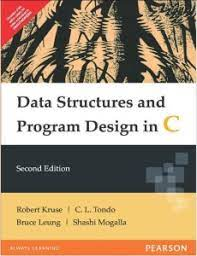 Data Structures and
Program Design in C
Second Edition
Robert Kruse | C. L. Tondo
Bruce Leung | Shashi Mogalla
ALWAYS LEARNING
PEARSON